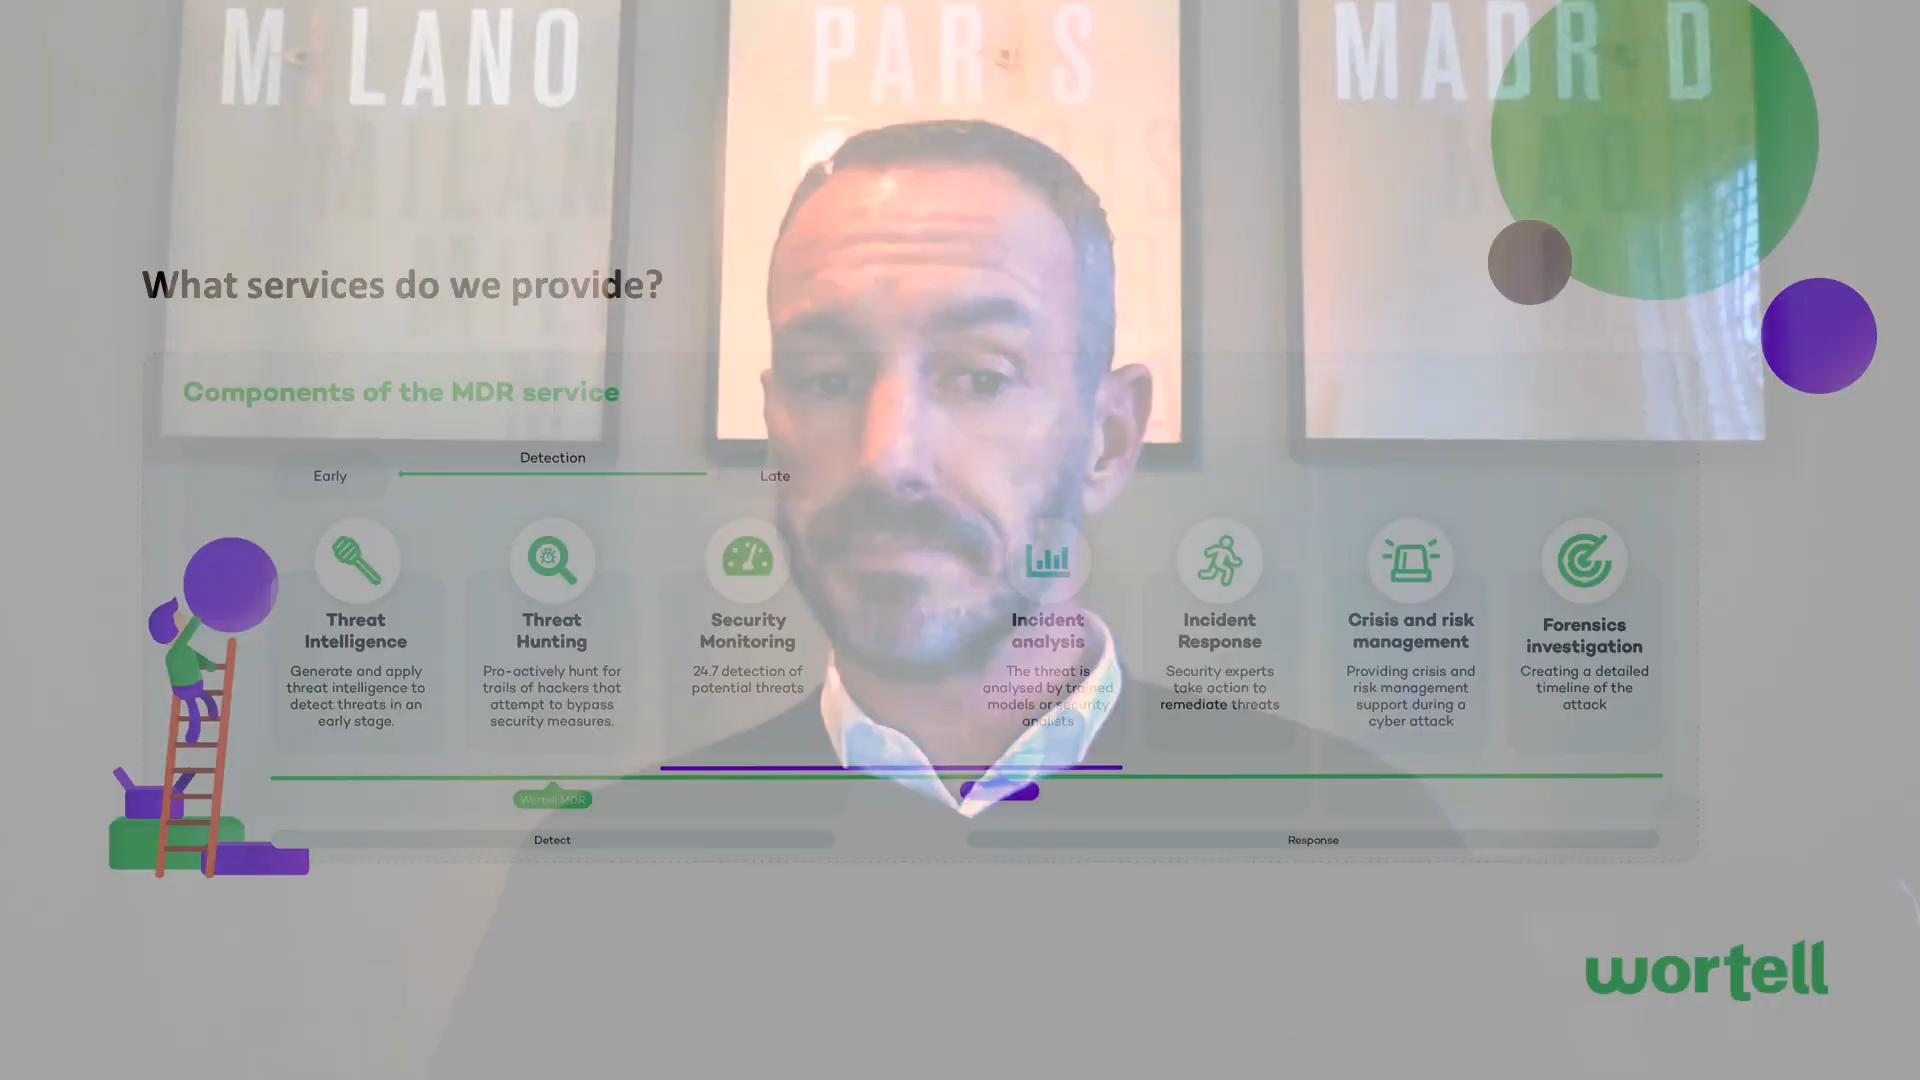 M LANO
PAR S
MADR D
What services do we provide?
Components of the MDR service
Detection
Early
Late
Threat
Intelligence
Generate and apply
threat intelligence to
detect threats in an
early stage.
Threat
Hunting
Pro-actively hunt for
trails of hackers that
attempt to bypass
security measures.
Security
Monitoring
24.7 detection of
potential threats
Incident
analysis
The threat is
analysed by trained
models or security
analists
Incident
Response
Security experts
take action to
remediate threats
Crisis and risk
management
Providing crisis and
risk management
support during a
cyber attack
Forensics
investigation
Creating a detailed
timeline of the
attack
Wortell MDR
Detect
Response
wortell